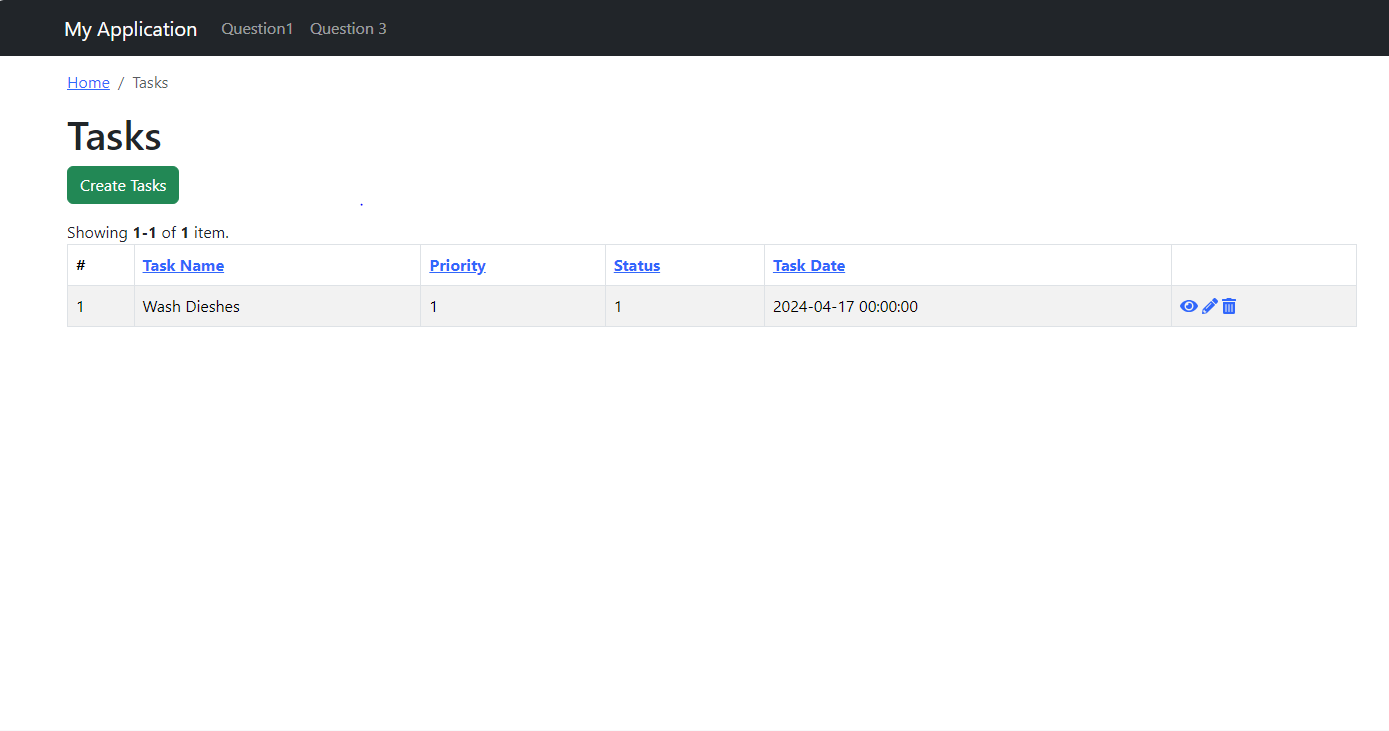 My Application Question1 Question 3
Home / Tasks
Tasks
Create Tasks
Showing 1-1 of 1 item.
# Task Name Priority Status Task Date
1 Wash Dieshes 1 1 2024-04-17 00:00:00